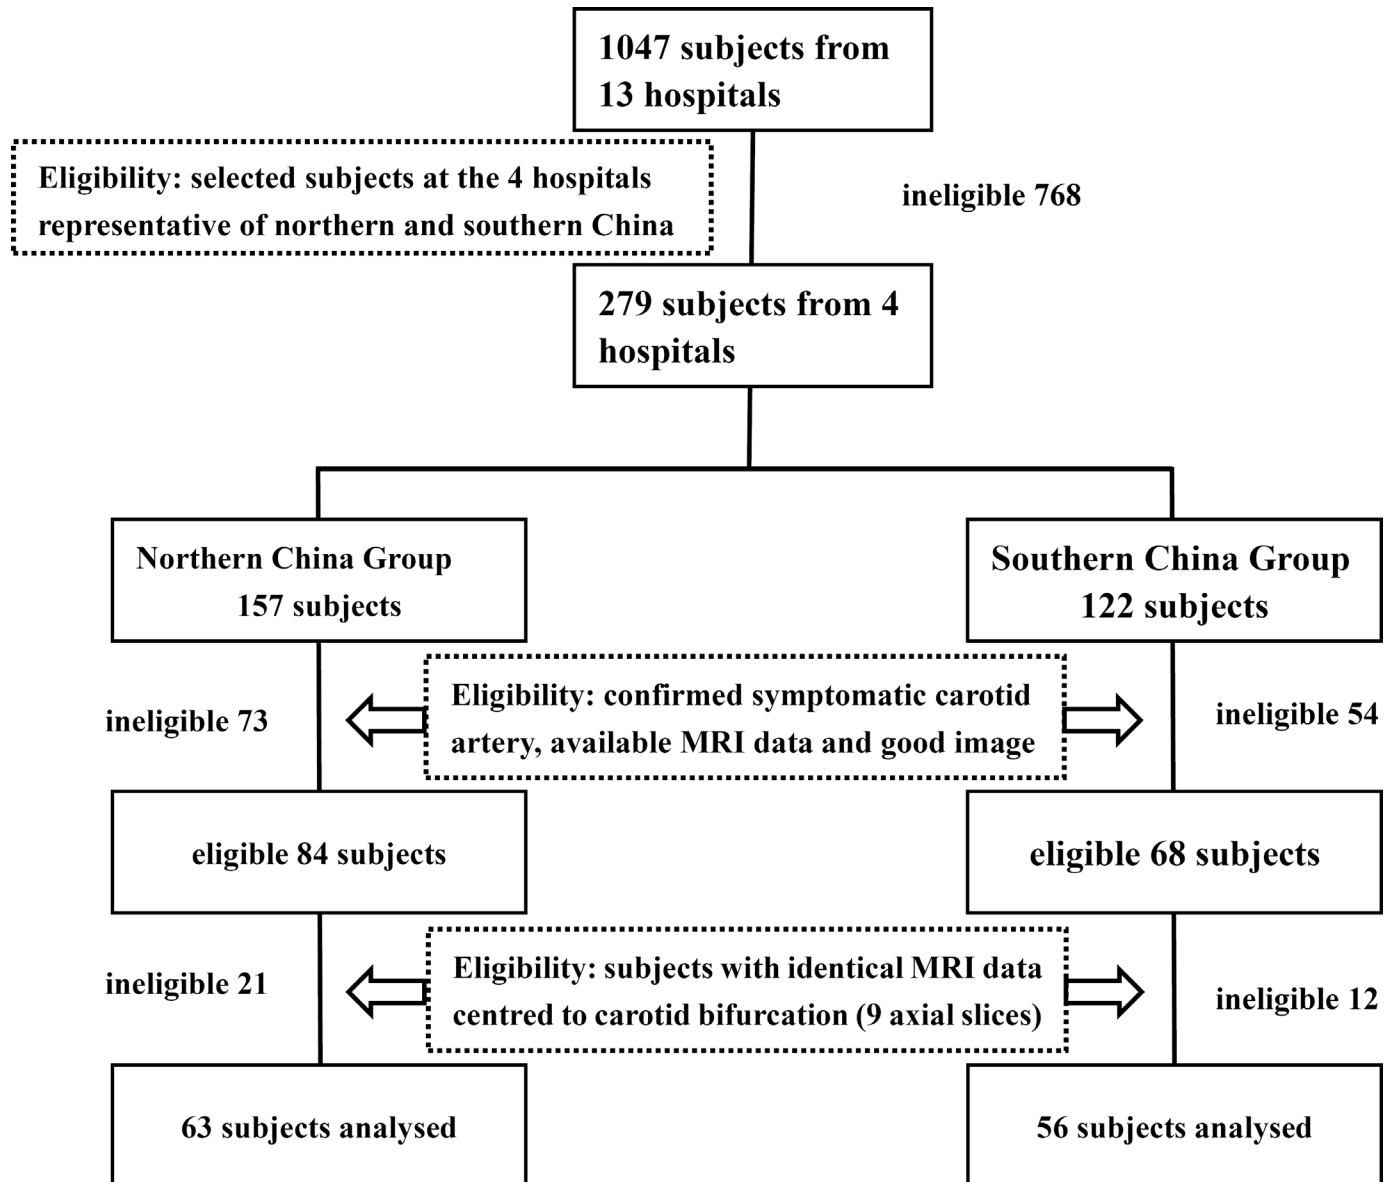 1047 subjects from
13 hospitals
Eligibility: selected subjects at the 4 hospitals
representative of northern and southern China
ineligible 768
279 subjects from 4
hospitals
Northern China Group
157 subjects
Southern China Group
122 subjects
ineligible 73
Eligibility: confirmed symptomatic carotid
artery, available MRI data and good image
ineligible 54
eligible 84 subjects
eligible 68 subjects
ineligible 21
Eligibility: subjects with identical MRI data
centred to carotid bifurcation (9 axial slices)
ineligible 12
63 subjects analysed
56 subjects analysed